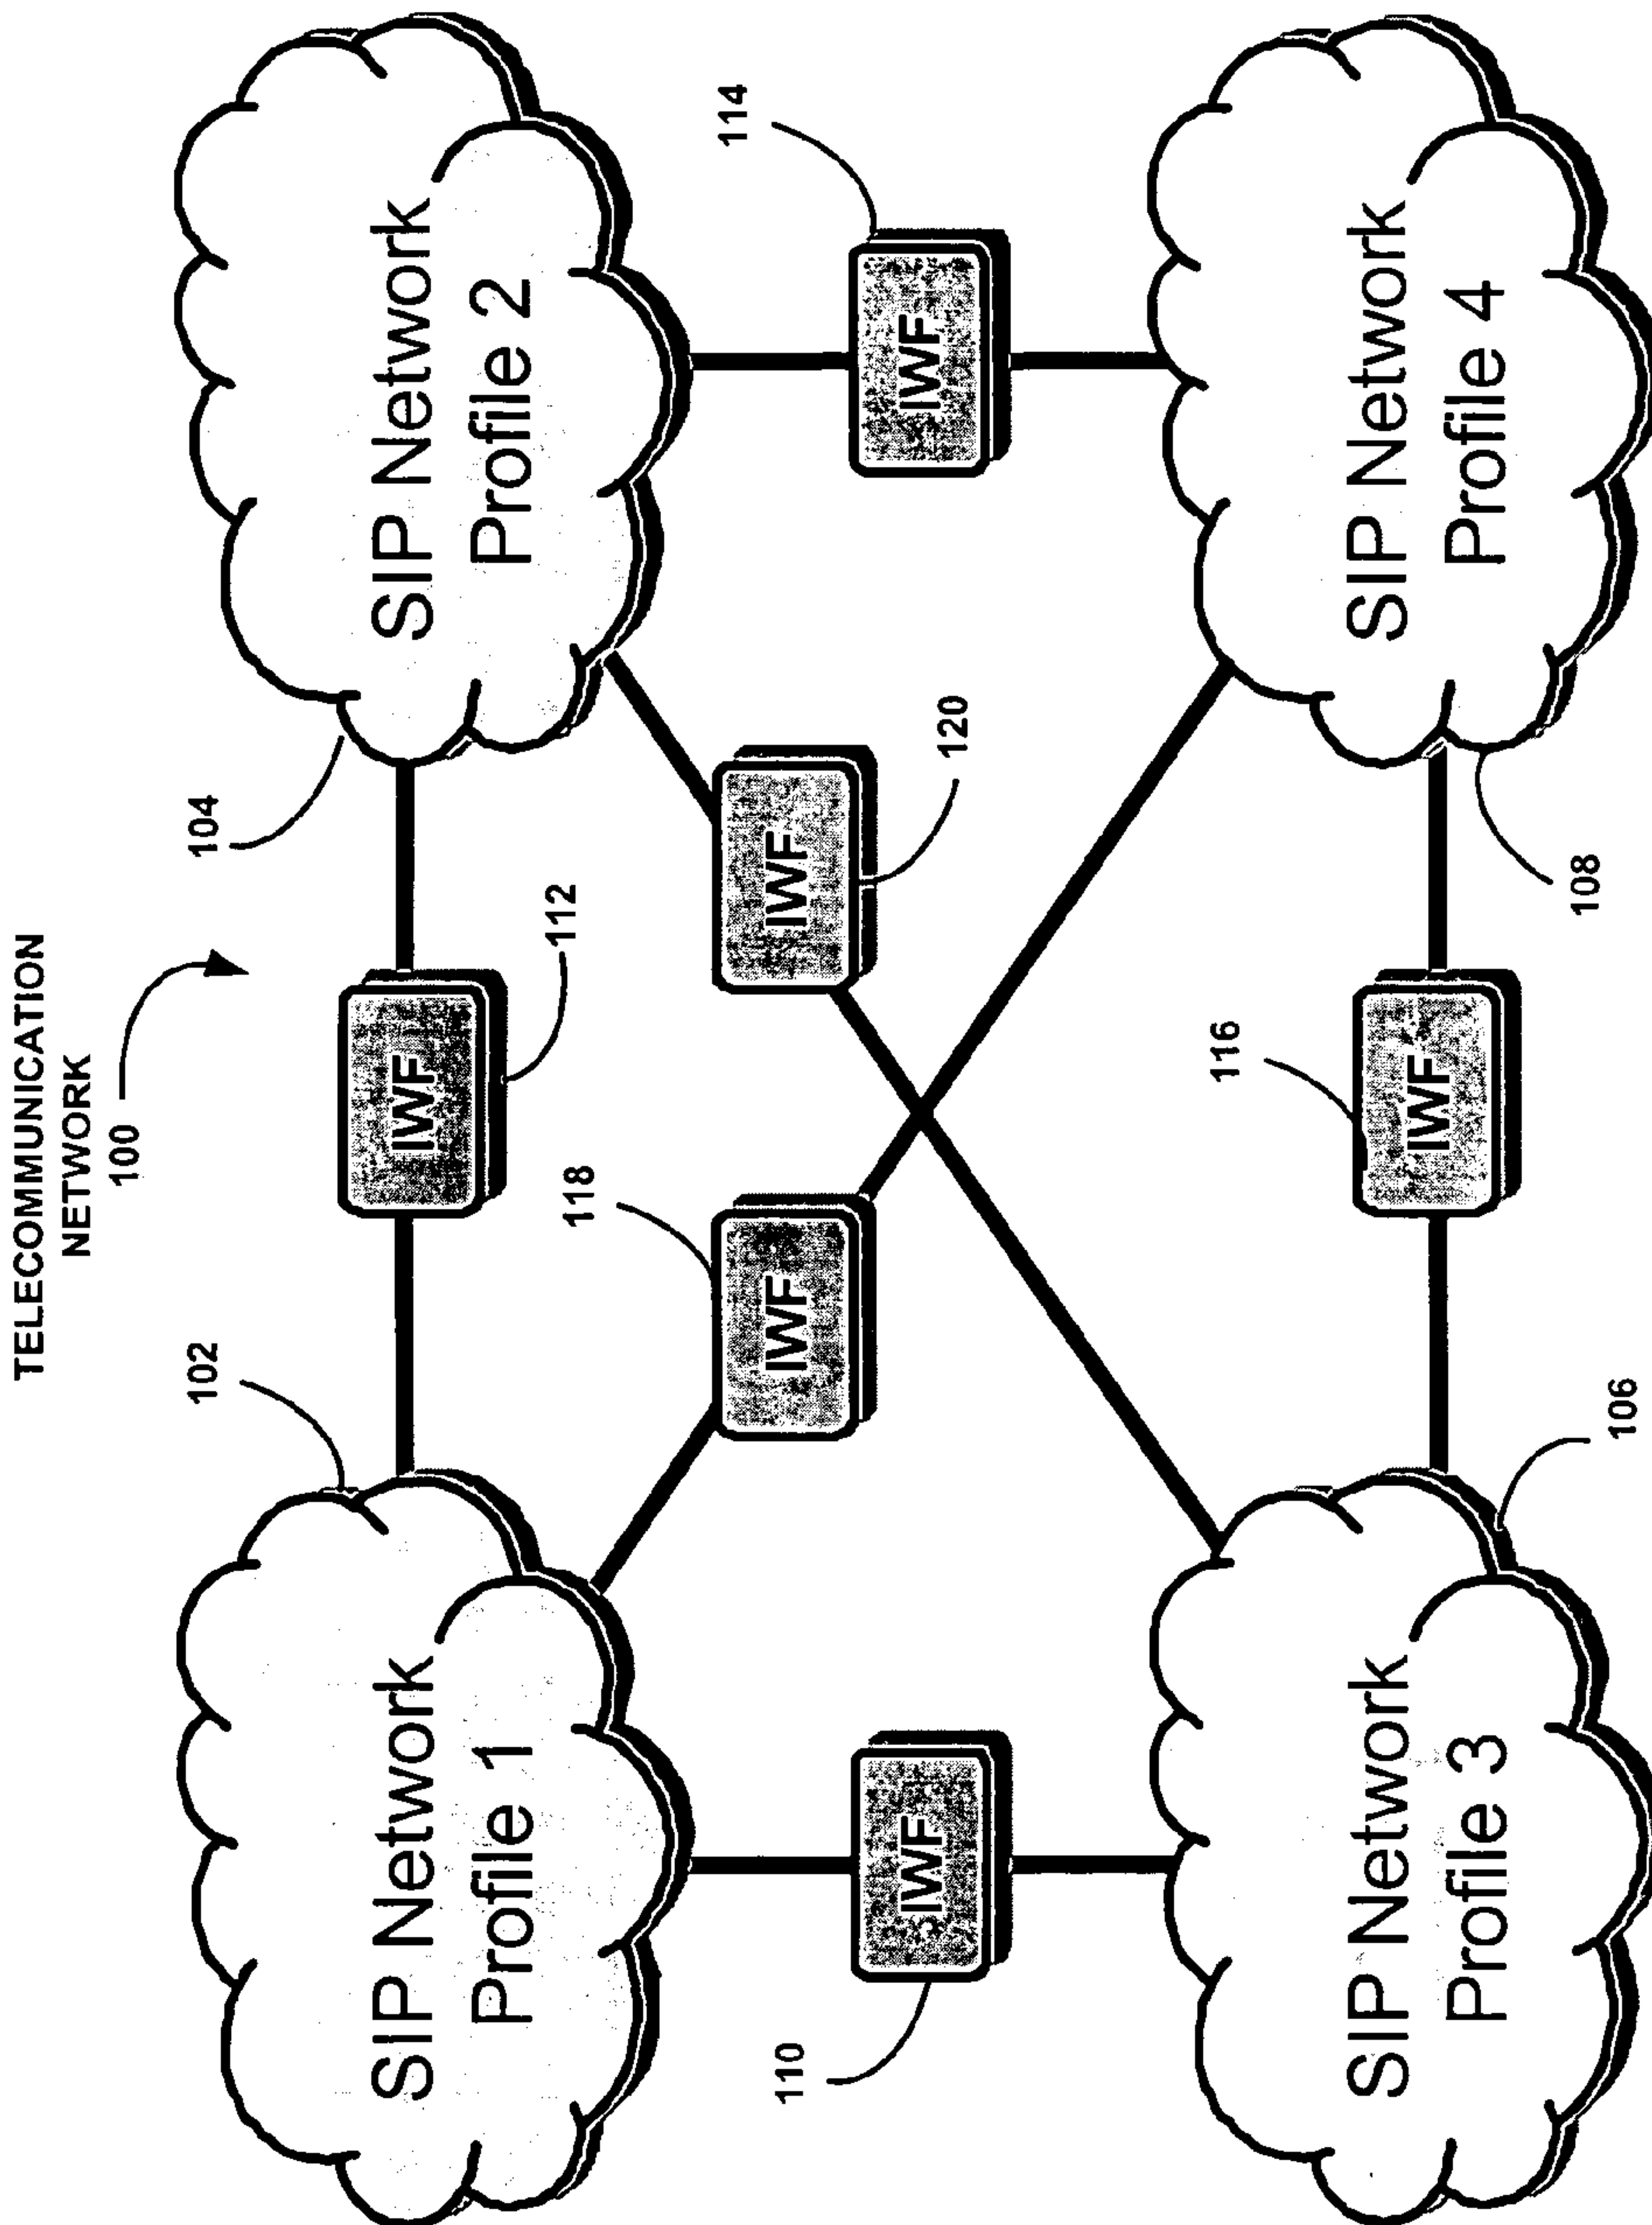 TELECOMMUNICATION
NETWORK
100
102
104
SIP Network
Profile 1
IWF
112
SIP Network
Profile 2
118
IWF
IWF
120
110
IWF
IWF
114
SIP Network
Profile 3
116
IWF
SIP Network
Profile 4
106
108